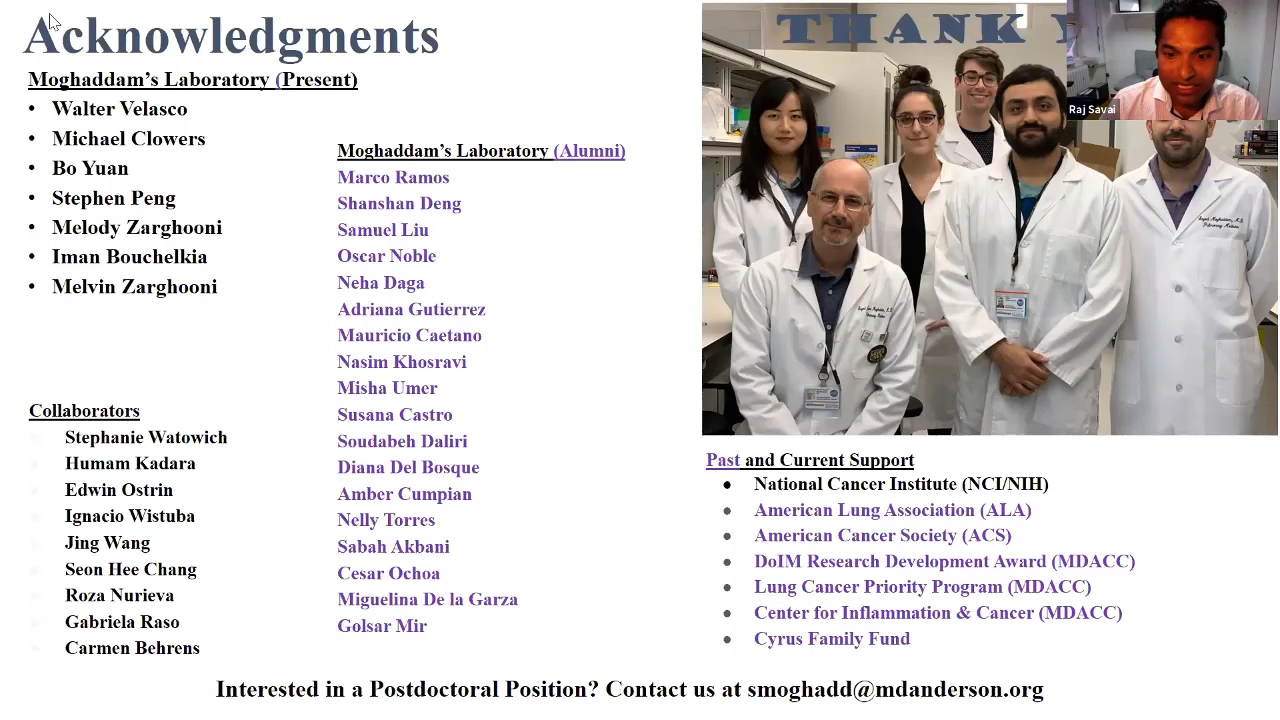 Acknowledgments
THANK Y
Raj Savai
Moghaddam's Laboratory (Present)
• Walter Velasco
• Michael Clowers
• Bo Yuan
• Stephen Peng
• Melody Zarghooni
• Iman Bouchelkia
• Melvin Zarghooni
Collaborators
Stephanie Watowich
Humam Kadara
Edwin Ostrin
Ignacio Wistuba
Jing Wang
Seon Hee Chang
Roza Nurieva
Gabriela Raso
Carmen Behrens
Moghaddam's Laboratory (Alumni)
Marco Ramos
Shanshan Deng
Samuel Liu
Oscar Noble
Neha Daga
Adriana Gutierrez
Mauricio Caetano
Nasim Khosravi
Misha Umer
Susana Castro
Soudabeh Daliri
Diana Del Bosque
Amber Cumpian
Nelly Torres
Sabah Akbani
Cesar Ochoa
Miguelina De la Garza
Golsar Mir
Past and Current Support
• National Cancer Institute (NCI/NIH)
• American Lung Association (ALA)
• American Cancer Society (ACS)
• DoIM Research Development Award (MDACC)
• Lung Cancer Priority Program (MDACC)
• Center for Inflammation & Cancer (MDACC)
• Cyrus Family Fund
Interested in a Postdoctoral Position? Contact us at smoghadd@mdanderson.org